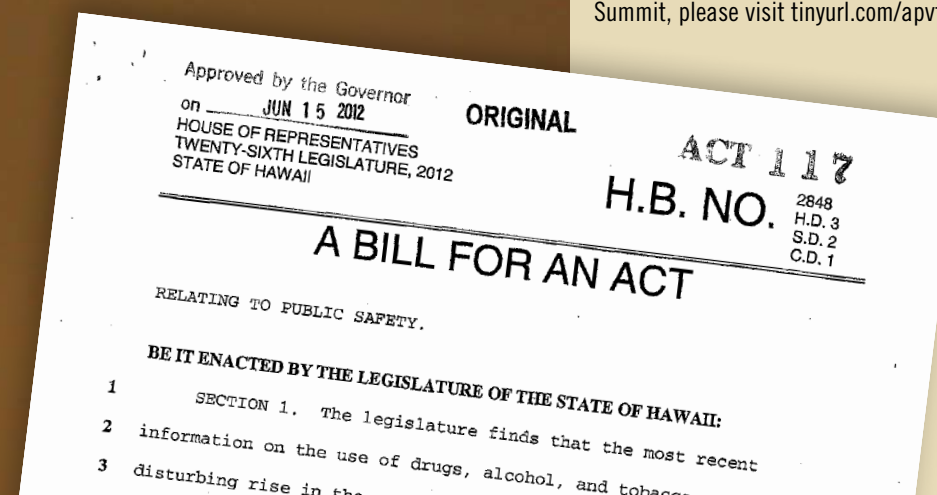 Summit, please visit tinyurl.com/apv
Approved by the Governor
on JUN 15 2012
ORIGINAL
HOUSE OF REPRESENTATIVES
TWENTY-SIXTH LEGISLATURE, 2012
STATE OF HAWAII
ACT 117
H.B. NO.
2848
H.D. 3
S.D. 2
C.D. 1
A BILL FOR AN ACT
RELATING TO PUBLIC SAFETY.
BE IT ENACTED BY THE LEGISLATURE OF THE STATE OF HAWAII:
1 SECTION 1. The legislature finds that the most recent
2 information on the use of drugs, alcohol, and
3 disturbing rise in